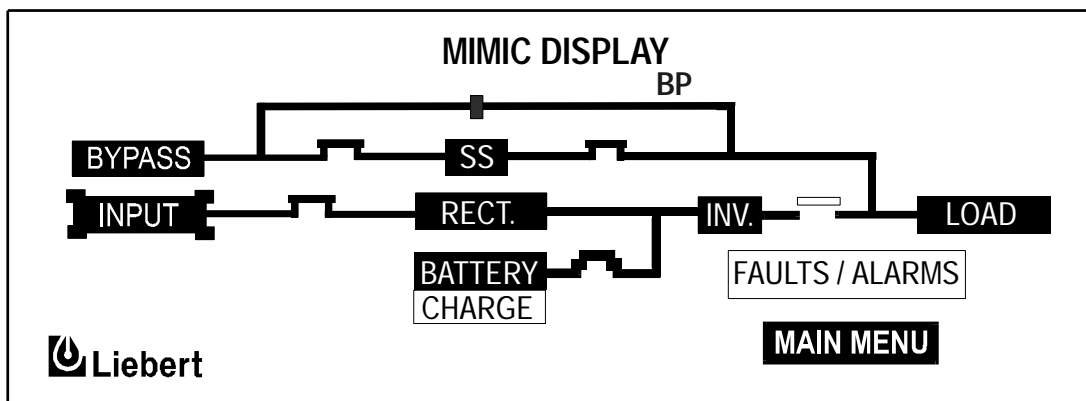 MIMIC DISPLAY
BP
BYPASS
SS
INPUT
RECT.
INV.
LOAD
BATTERY
CHARGE
FAULTS / ALARMS
MAIN MENU
Liebert